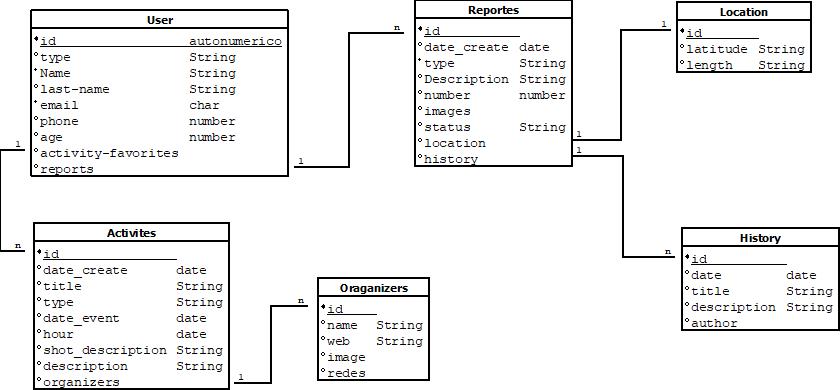 User
id autonumerico
type String
Name String
last-name String
email char
phone number
age number
activity-favorites
reports
1
n
1
n
Reportes
id
date_create date
type String
Description String
number number
images
status String
location
history
1
1
1
n
Location
id
latitude String
length String
Activites
id
date_create date
title String
type String
date_event date
hour date
shot_description String
description String
organizers
1
n
Oraganizers
id
name String
web String
image
redes
History
id
date date
title String
description String
author